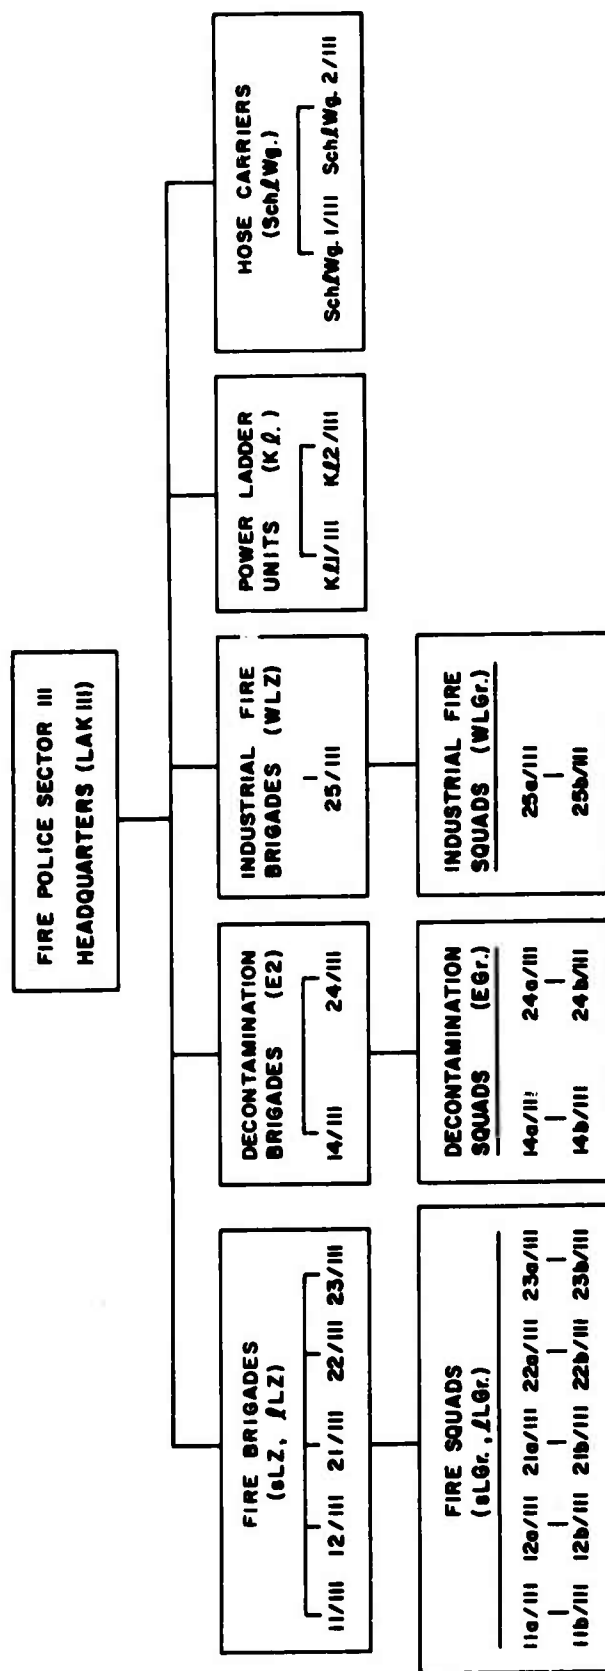 FIRE POLICE SECTOR III
HEADQUARTERS (LAK III)
FIRE BRIGADES
(sLZ, ℓLZ)
11/III 12/III 21/III 22/III 23/III
DECONTAMINATION
BRIGADES (E2)
14/III 24/III
INDUSTRIAL FIRE
BRIGADES (WLZ)
25/III
POWER LADDER
UNITS (Kℓ.)
Kℓ1/III Kℓ2/III
HOSE CARRIERS
(SchℓWg.)
SchℓWg. 1/III SchℓWg. 2/III
FIRE SQUADS
(sLGr., ℓLGr.)
11a/III 12a/III 21a/III 22a/III 23a/III
11b/III 12b/III 21b/III 22b/III 23b/III
DECONTAMINATION
SQUADS (EGr.)
14a/III 24a/III
14b/III 24b/III
INDUSTRIAL FIRE
SQUADS (WLGr.)
25a/III
25b/III